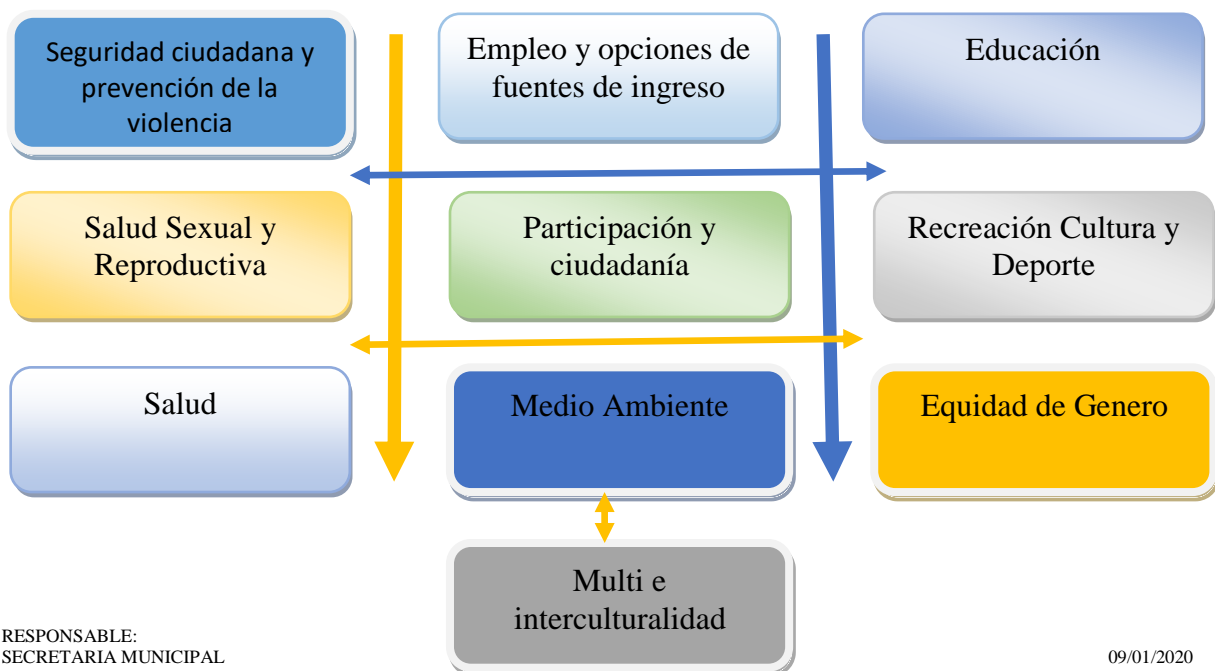 Seguridad ciudadana y
prevención de la
violencia
Empleo y opciones de
fuentes de ingreso
Educación
Salud Sexual y
Reproductiva
Participación y
ciudadanía
Recreación Cultura y
Deporte
Salud
Medio Ambiente
Equidad de Genero
Multi e
interculturalidad
RESPONSABLE:
SECRETARIA MUNICIPAL
09/01/2020